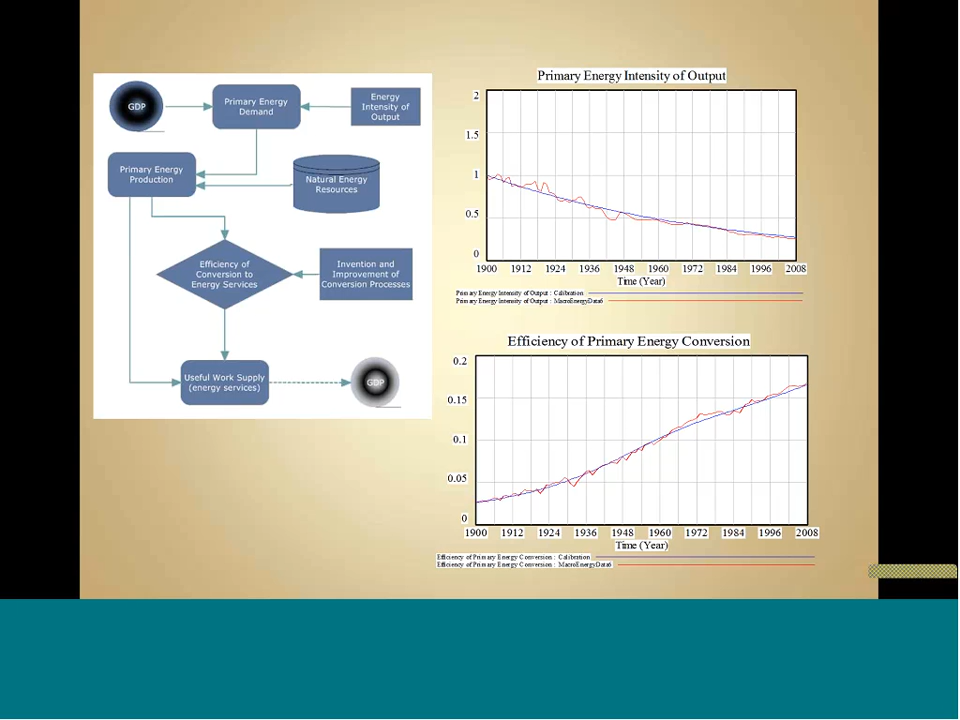 GDP
Primary Energy
Demand
Energy
Intensity of
Output
Primary Energy
Production
Natural Energy
Resources
Efficiency of
Conversion to
Energy Services
Invention and
Improvement of
Conversion Processes
Useful Work Supply
(energy services)
GDP
Primary Energy Intensity of Output
2
1.5
1
0.5
0
1900 1912 1924 1936 1948 1960 1972 1984 1996 2008
Time (Year)
Primary Energy Intensity of Output : Calibration
Primary Energy Intensity of Output : MacroEnergyData6
Efficiency of Primary Energy Conversion
0.2
0.15
0.1
0.05
0
1900 1912 1924 1936 1948 1960 1972 1984 1996 2008
Time (Year)
Efficiency of Primary Energy Conversion : Calibration
Efficiency of Primary Energy Conversion : MacroEnergyData6